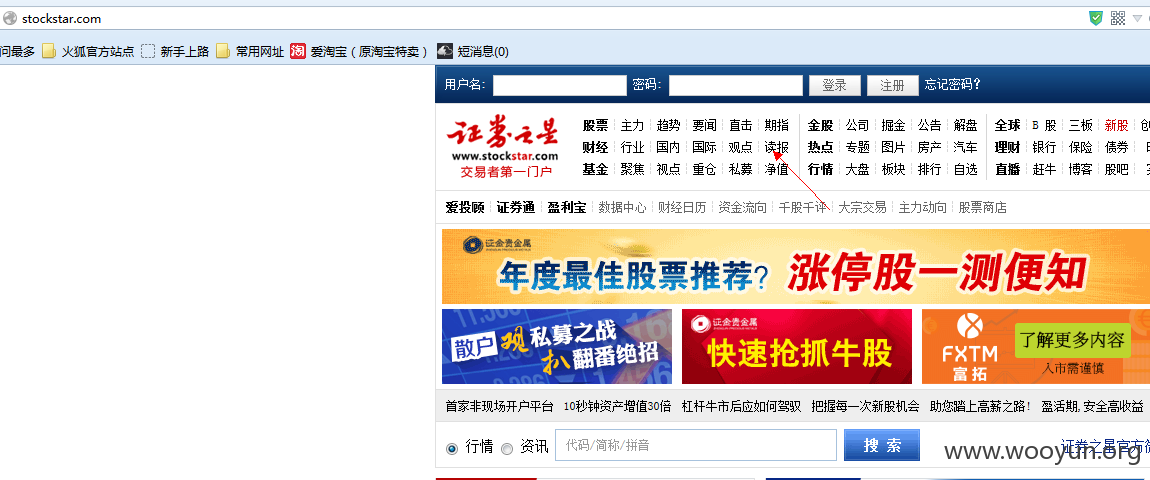 stockstar.com
问最多 火狐官方站点 新手上路 常用网址 淘 爱淘宝（原淘宝特卖） 短消息(0)
用户名: 密码: 登录 注册 忘记密码?
证券之星
www.stockstar.com
交易者第一门户
股票 主力 趋势 要闻 直击 期指 金股 公司 掘金 公告 解盘 全球 B 股 三板 新股
财经 行业 国内 国际 观点 读报 热点 专题 图片 房产 汽车 理财 银行 保险 债券
基金 聚焦 视点 重仓 私募 净值 行情 大盘 板块 排行 自选 直播 赶牛 博客 股吧
爱投顾 证券通 盈利宝 数据中心 财经日历 资金流向 千股千评 大宗交易 主力动向 股票商店
证金贵金属
年度最佳股票推荐? 涨停股一测便知
散户 观 私募之战
扒 翻番绝招
证金贵金属
快速抢抓牛股
FXTM
富拓
了解更多内容
入市需谨慎
首家非现场开户平台 10秒钟资产增值30倍 杠杆牛市后应如何驾驭 把握每一次新股机会 助您踏上高薪之路! 盈活期, 安全高收益
行情 资讯 代码/简称/拼音 搜 索 证券之星官方微
www.wooyun.org